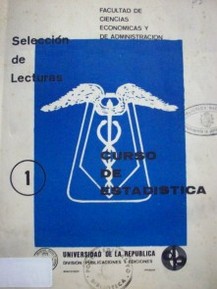 FACULTAD DE
CIENCIAS
ECONOMICAS Y
DE ADMINISTRACION
Selección
de
Lecturas
1
CURSO
DE
ESTADISTICA
UNIVERSIDAD DE LA REPUBLICA
DIVISION PUBLICACIONES Y EDICIONES